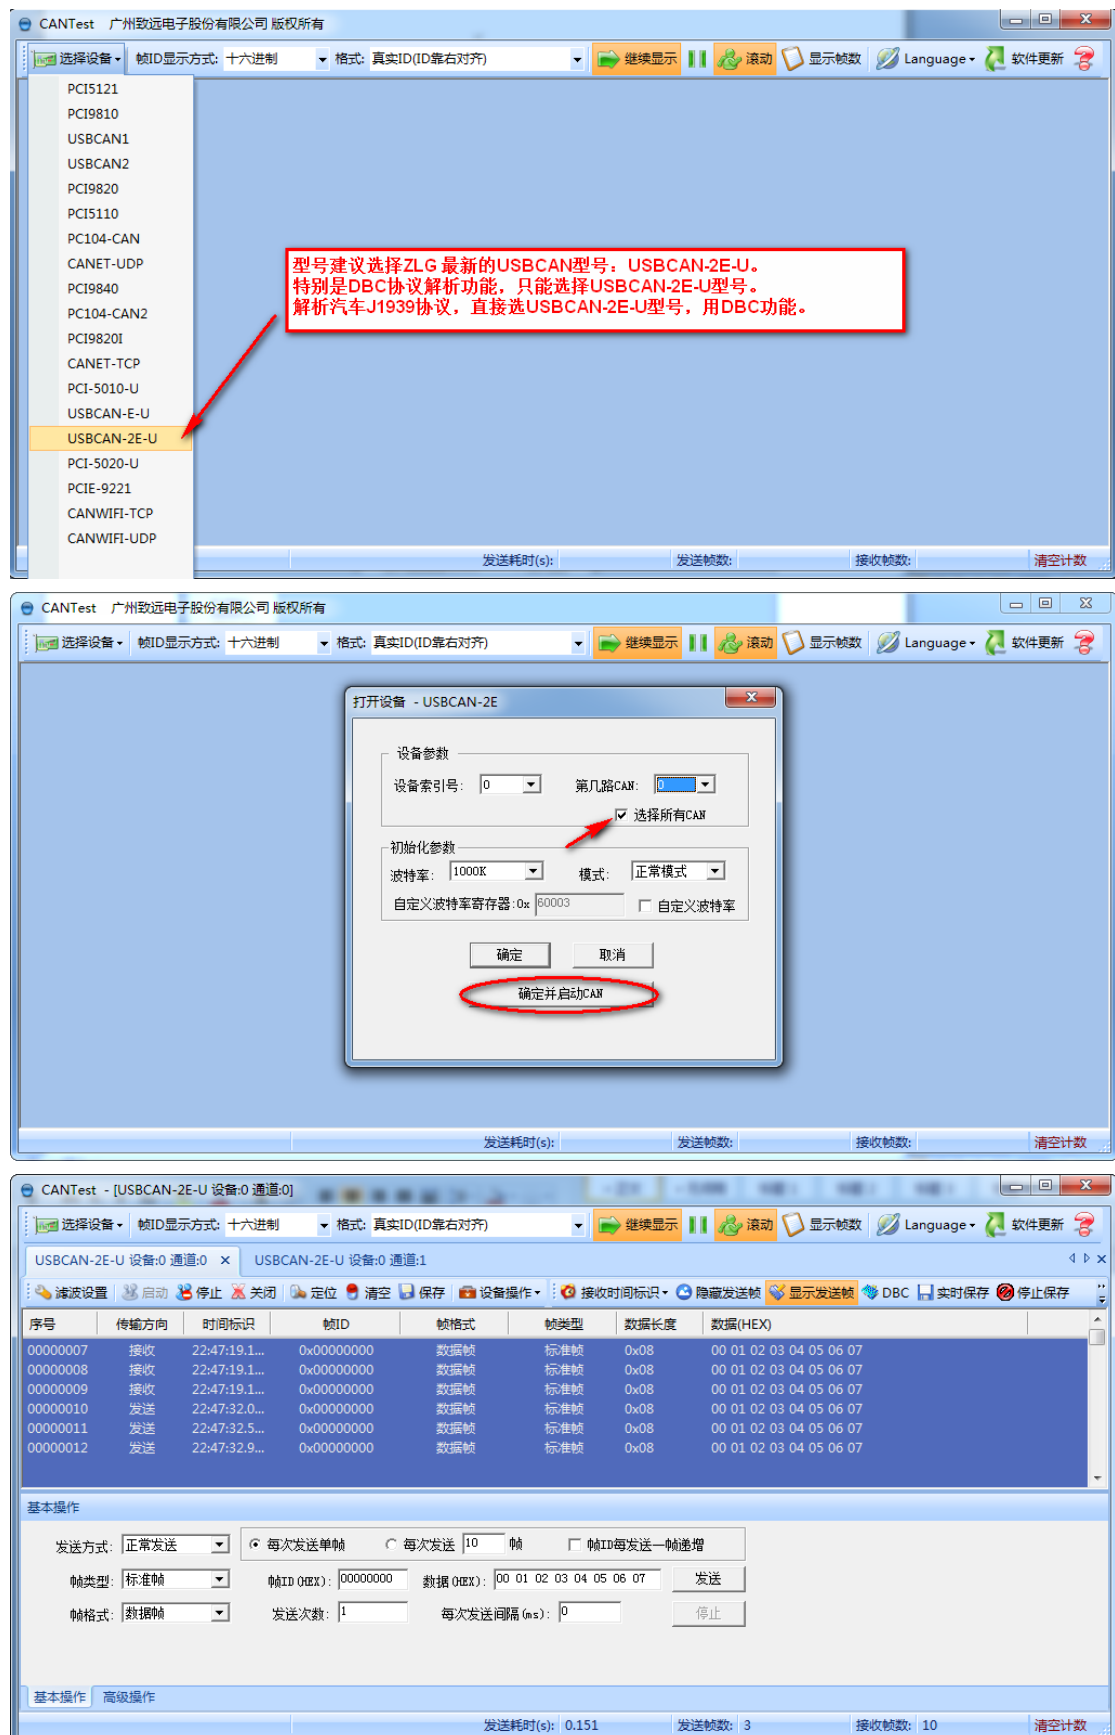 CANTest 广州致远电子股份有限公司 版权所有
选择设备 帧ID显示方式: 十六进制 格式: 真实ID(ID靠右对齐) 继续显示 滚动 显示帧数 Language 软件更新
PCI5121
PCI9810
USBCAN1
USBCAN2
PCI9820
PCI5110
PC104-CAN
CANET-UDP
PCI9840
PC104-CAN2
PCI9820I
CANET-TCP
PCI-5010-U
USBCAN-E-U
USBCAN-2E-U
PCI-5020-U
PCIE-9221
CANWIFI-TCP
CANWIFI-UDP
型号建议选择ZLG 最新的USBCAN型号：USBCAN-2E-U。
特别是DBC协议解析功能，只能选择USBCAN-2E-U型号。
解析汽车J1939协议，直接选USBCAN-2E-U型号，用DBC功能。
发送耗时(s): 发送帧数: 接收帧数: 清空计数
CANTest 广州致远电子股份有限公司 版权所有
选择设备 帧ID显示方式: 十六进制 格式: 真实ID(ID靠右对齐) 继续显示 滚动 显示帧数 Language 软件更新
打开设备 - USBCAN-2E
设备参数
设备索引号: 0 第几路CAN: 0
选择所有CAN
初始化参数
波特率: 1000K 模式: 正常模式
自定义波特率寄存器:0x 60003 自定义波特率
确定 取消
确定并启动CAN
发送耗时(s): 发送帧数: 接收帧数: 清空计数
CANTest - [USBCAN-2E-U 设备:0 通道:0]
选择设备 帧ID显示方式: 十六进制 格式: 真实ID(ID靠右对齐) 继续显示 滚动 显示帧数 Language 软件更新
USBCAN-2E-U 设备:0 通道:0 × USBCAN-2E-U 设备:0 通道:1
滤波设置 启动 停止 关闭 定位 清空 保存 设备操作 接收时间标识 隐藏发送帧 显示发送帧 DBC 实时保存 停止保存
序号 传输方向 时间标识 帧ID 帧格式 帧类型 数据长度 数据(HEX)
00000007 接收 22:47:19.1... 0x00000000 数据帧 标准帧 0x08 00 01 02 03 04 05 06 07
00000008 接收 22:47:19.1... 0x00000000 数据帧 标准帧 0x08 00 01 02 03 04 05 06 07
00000009 接收 22:47:19.1... 0x00000000 数据帧 标准帧 0x08 00 01 02 03 04 05 06 07
00000010 发送 22:47:32.0... 0x00000000 数据帧 标准帧 0x08 00 01 02 03 04 05 06 07
00000011 发送 22:47:32.5... 0x00000000 数据帧 标准帧 0x08 00 01 02 03 04 05 06 07
00000012 发送 22:47:32.9... 0x00000000 数据帧 标准帧 0x08 00 01 02 03 04 05 06 07
基本操作
发送方式: 正常发送 每次发送单帧 每次发送 10 帧 帧ID每发送一帧递增
帧类型: 标准帧 帧ID(HEX): 00000000 数据(HEX): 00 01 02 03 04 05 06 07 发送
帧格式: 数据帧 发送次数: 1 每次发送间隔(ms): 0 停止
基本操作 高级操作
发送耗时(s): 0.151 发送帧数: 3 接收帧数: 10 清空计数